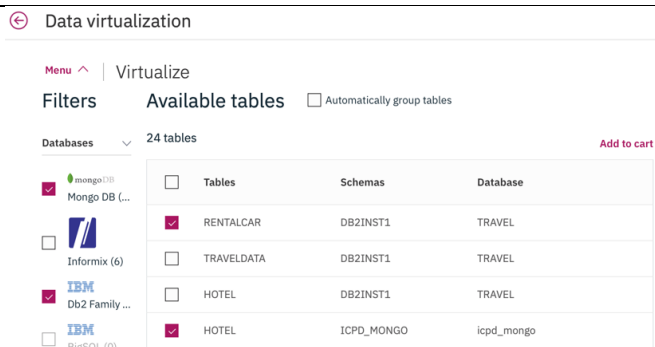 Data virtualization
Menu | Virtualize
Filters
Available tables
Automatically group tables
Databases
24 tables
Add to cart
mongoDB
Mongo DB (...
Informix (6)
IBM
Db2 Family ...
IBM
BigSQL (0)
Tables Schemas Database
RENTALCAR DB2INST1 TRAVEL
TRAVELDATA DB2INST1 TRAVEL
HOTEL DB2INST1 TRAVEL
HOTEL ICPD_MONGO icpd_mongo